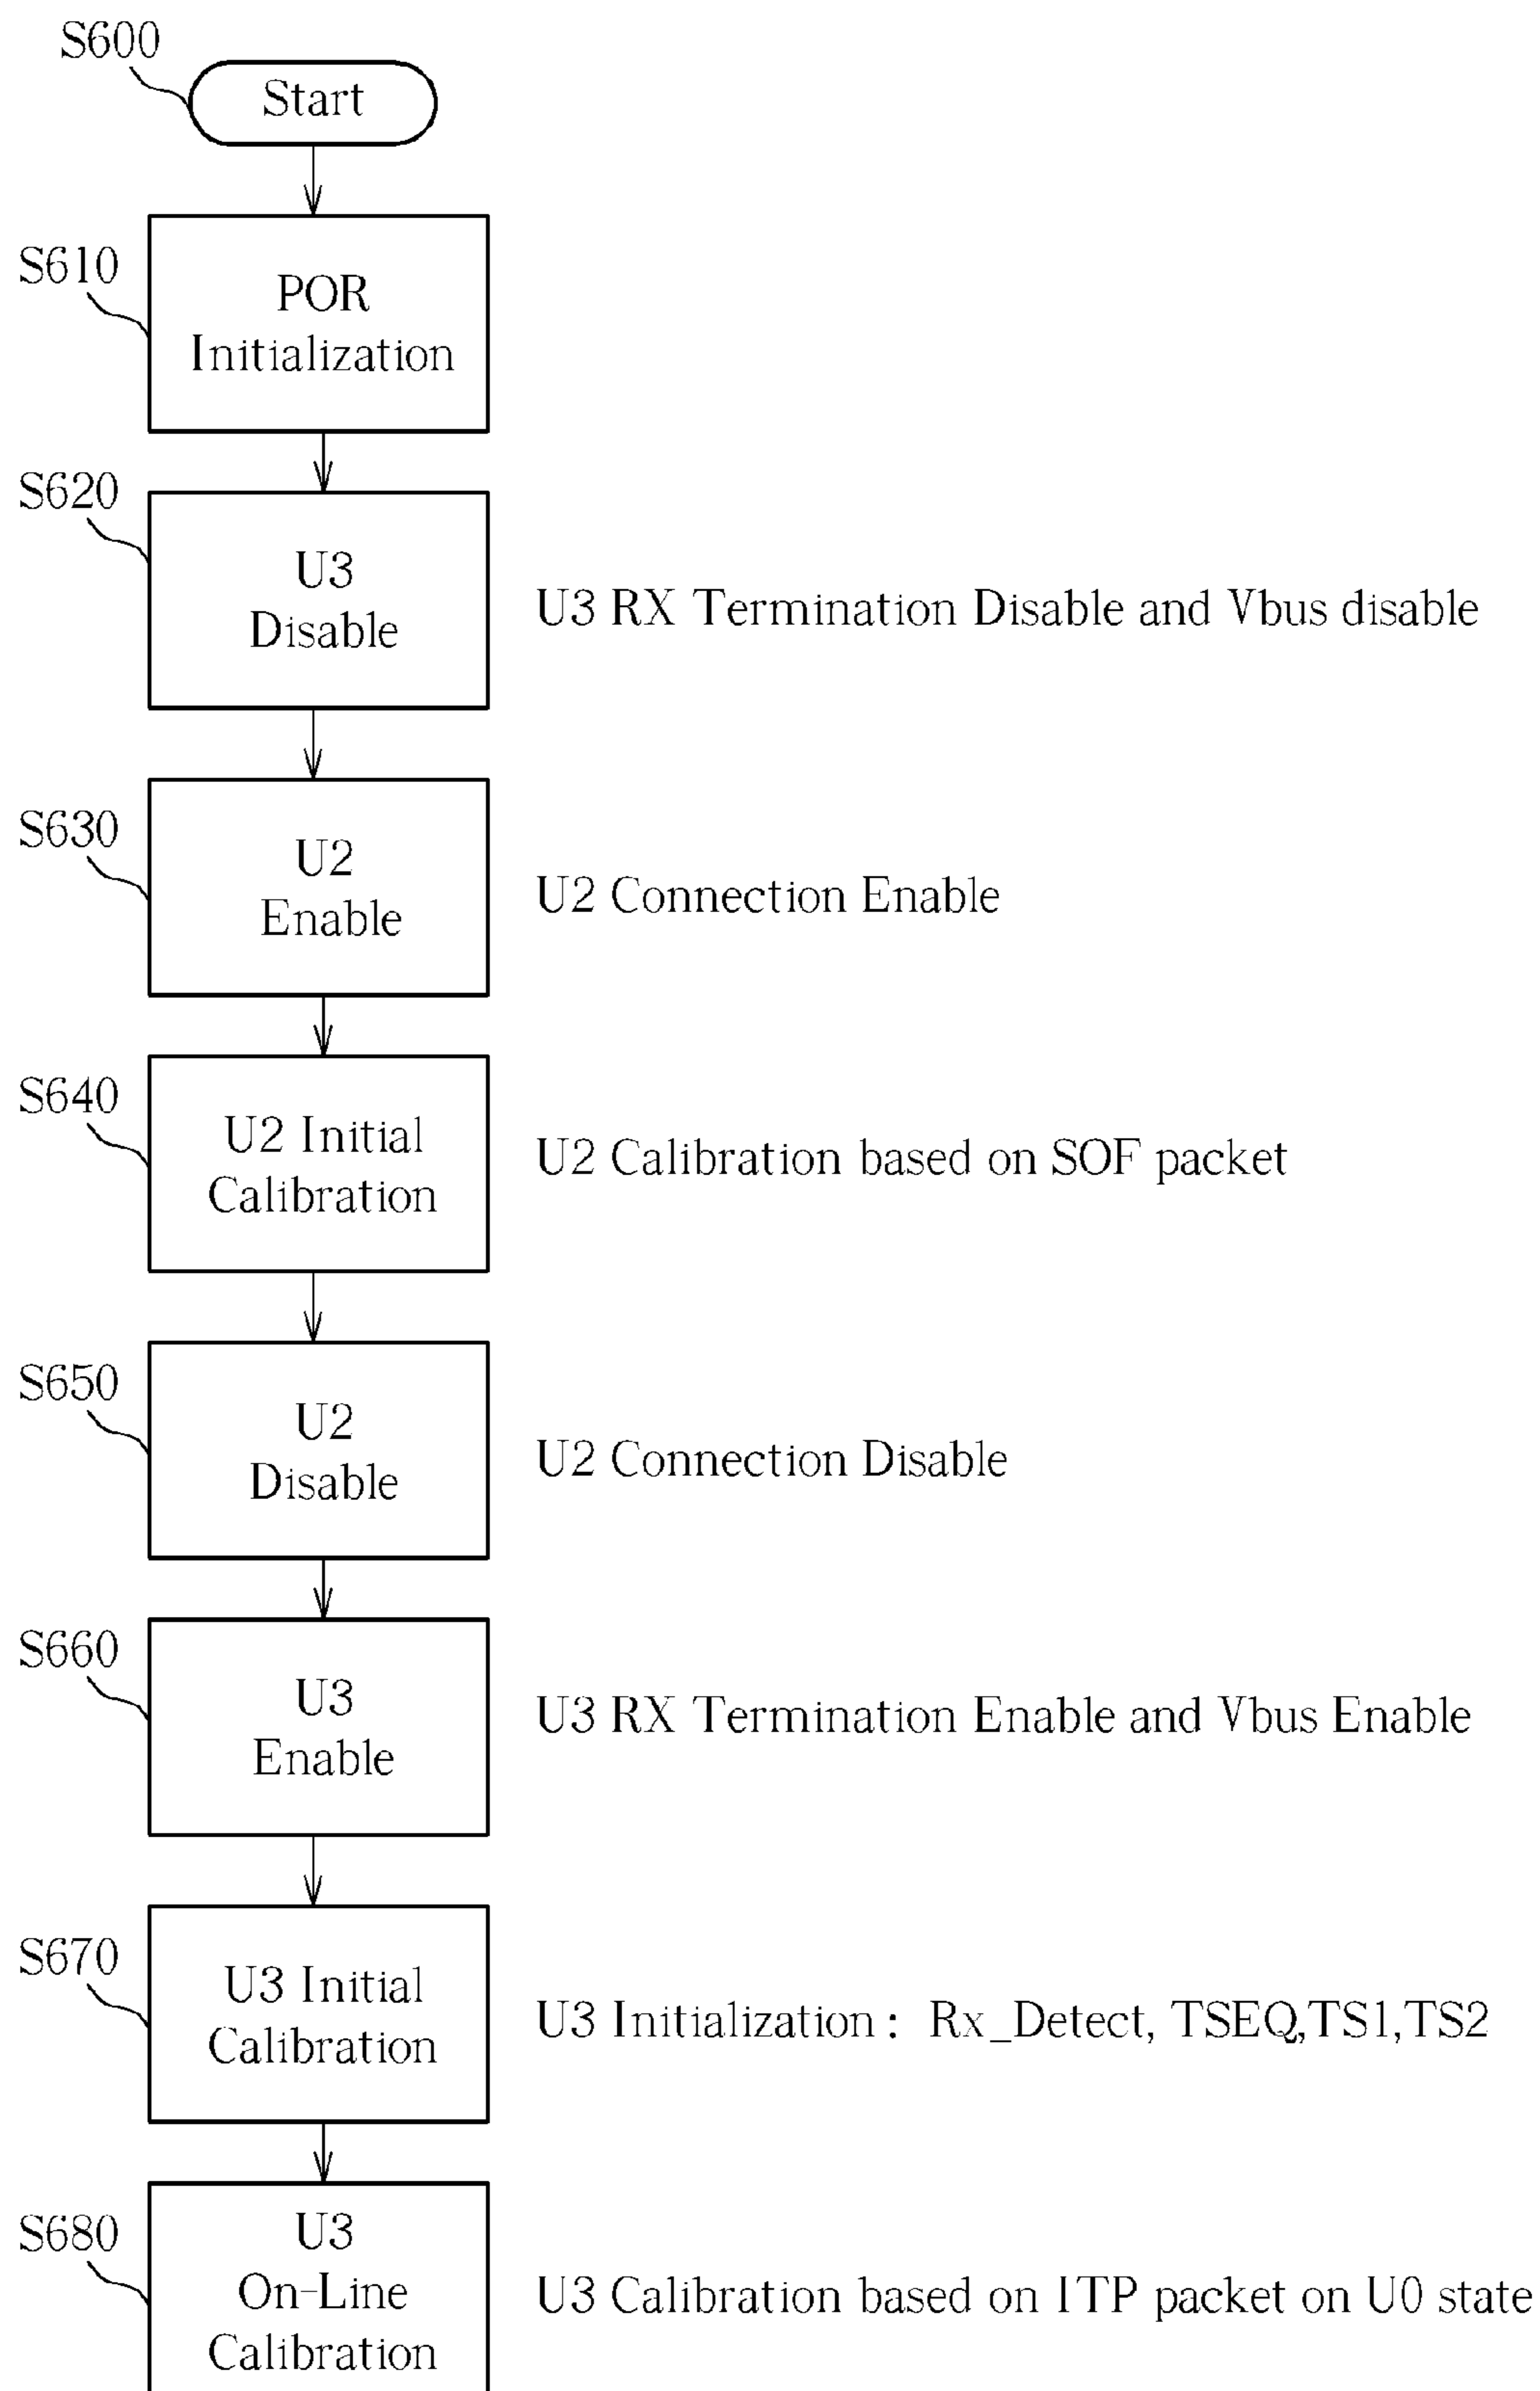 S600
Start
S610
POR
Initialization
S620
U3
Disable
U3 RX Termination Disable and Vbus disable
S630
U2
Enable
U2 Connection Enable
S640
U2 Initial
Calibration
U2 Calibration based on SOF packet
S650
U2
Disable
U2 Connection Disable
S660
U3
Enable
U3 RX Termination Enable and Vbus Enable
S670
U3 Initial
Calibration
U3 Initialization : Rx_Detect, TSEQ,TS1,TS2
S680
U3
On-Line
Calibration
U3 Calibration based on ITP packet on U0 state